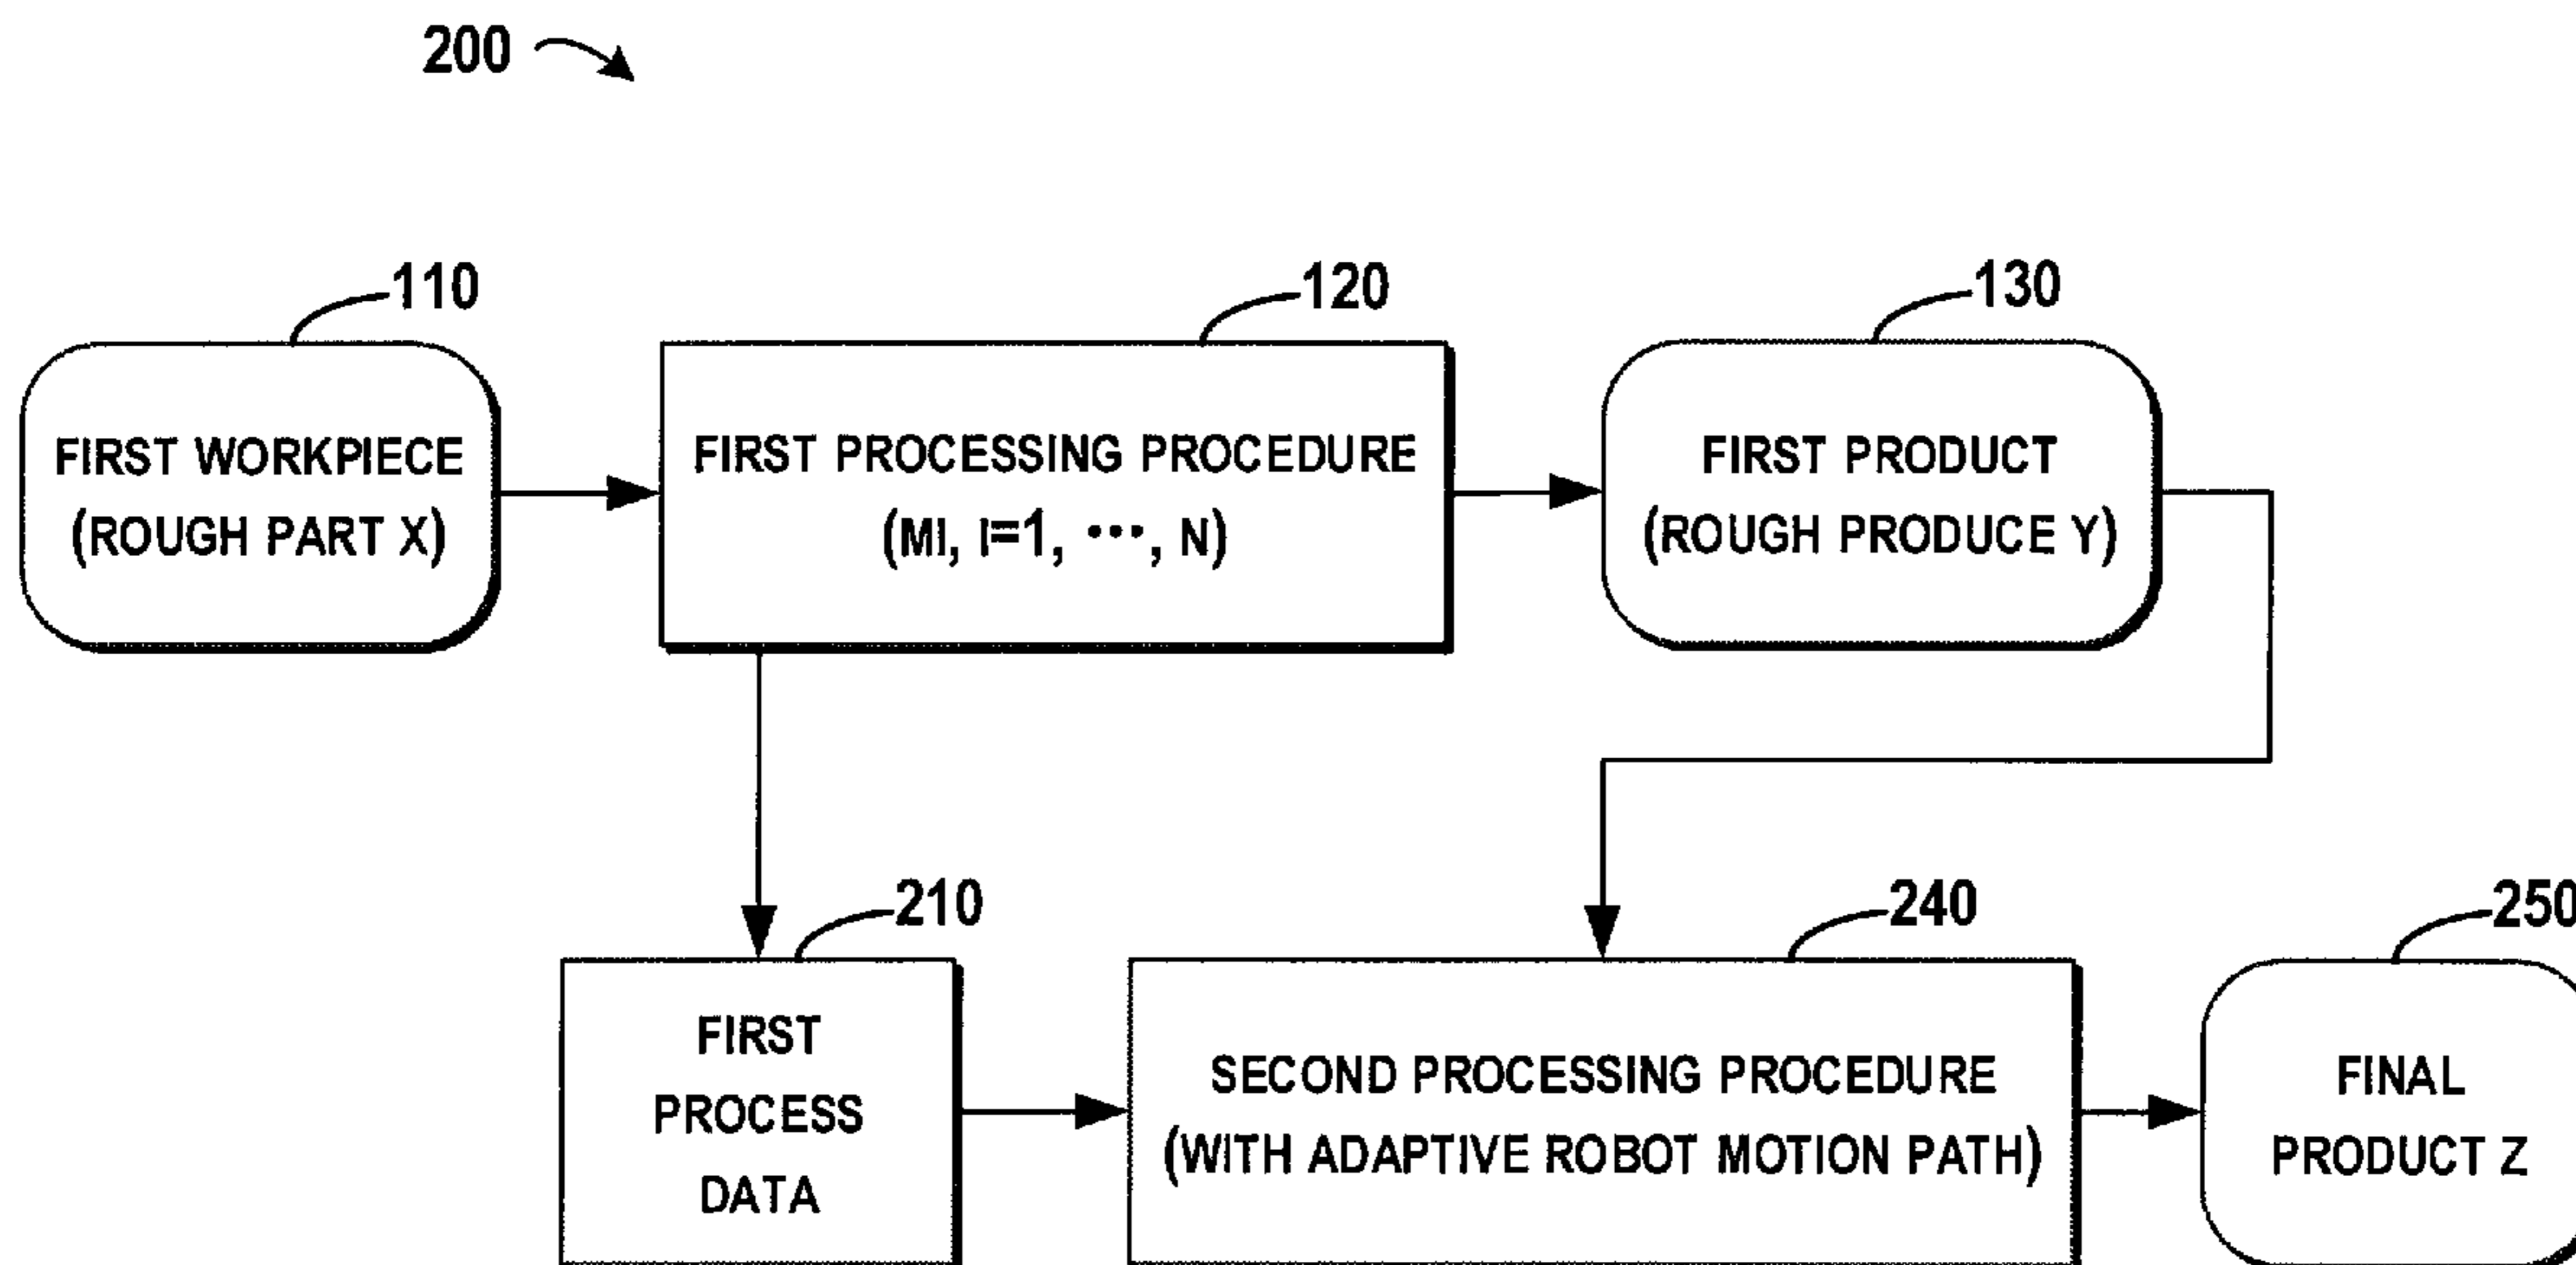 200
110
120
130
FIRST WORKPIECE
(ROUGH PART X)
FIRST PROCESSING PROCEDURE
(MI, I=1, ···, N)
FIRST PRODUCT
(ROUGH PRODUCE Y)
210
240
250
FIRST
PROCESS
DATA
SECOND PROCESSING PROCEDURE
(WITH ADAPTIVE ROBOT MOTION PATH)
FINAL
PRODUCT Z